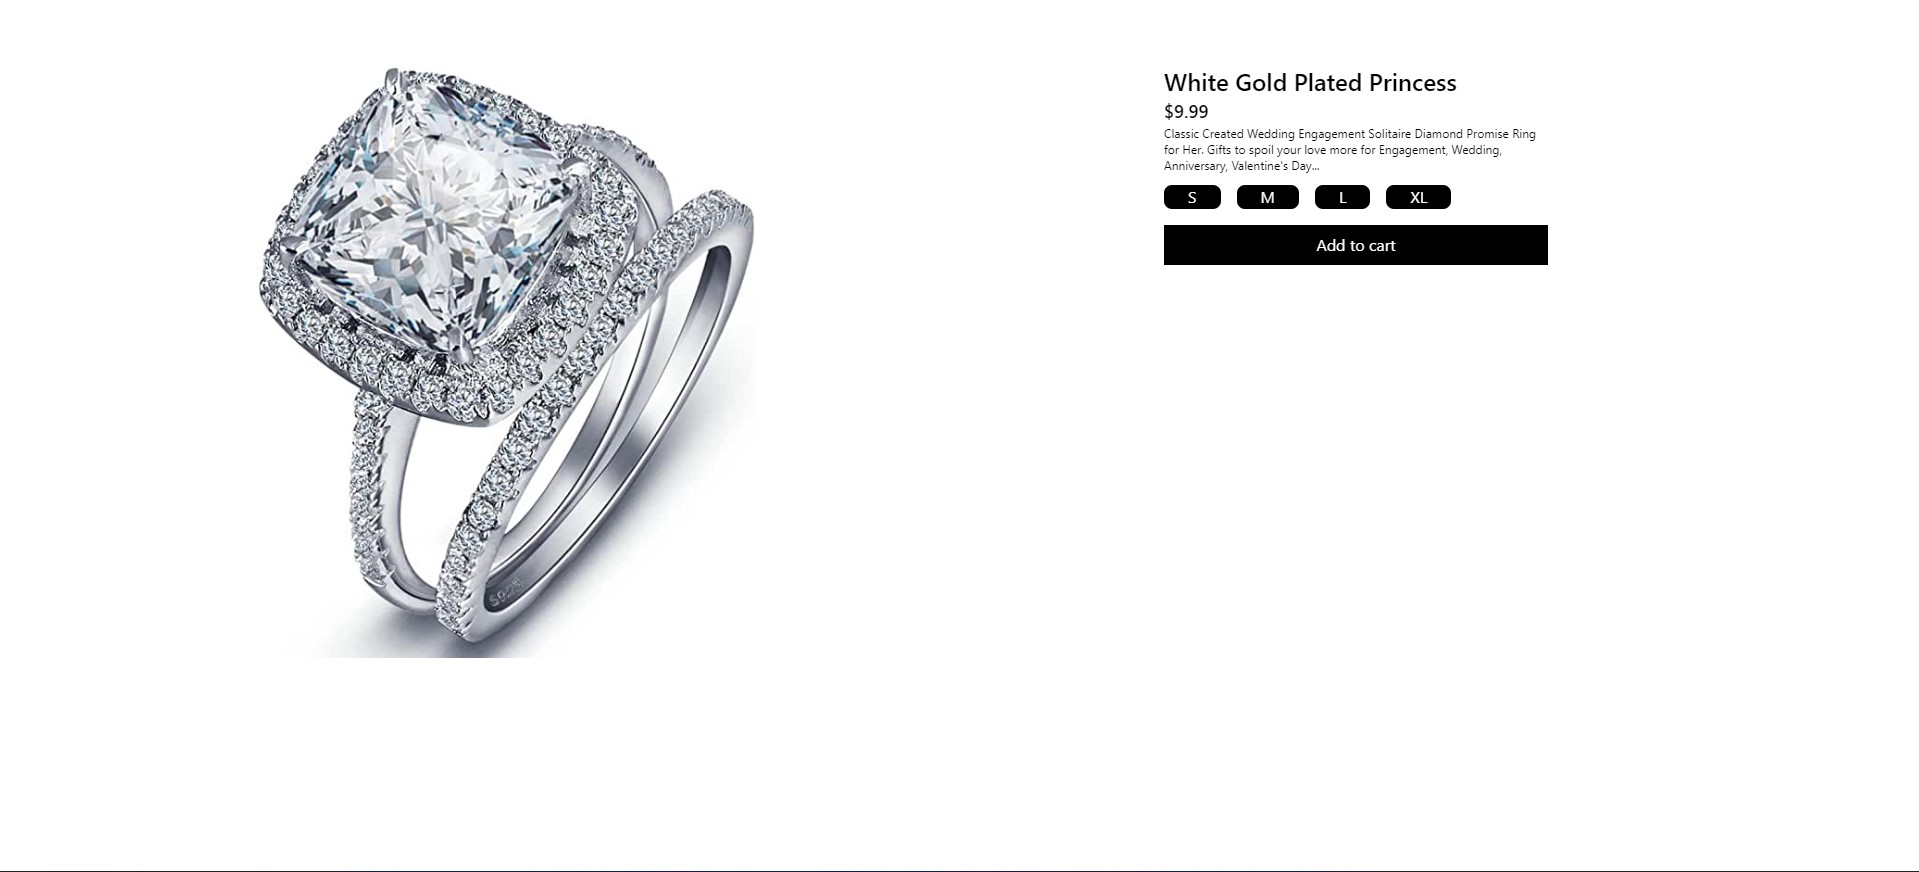 White Gold Plated Princess
$9.99
Classic Created Wedding Engagement Solitaire Diamond Promise Ring
for Her. Gifts to spoil your love more for Engagement, Wedding,
Anniversary, Valentine's Day...
S M L XL
Add to cart